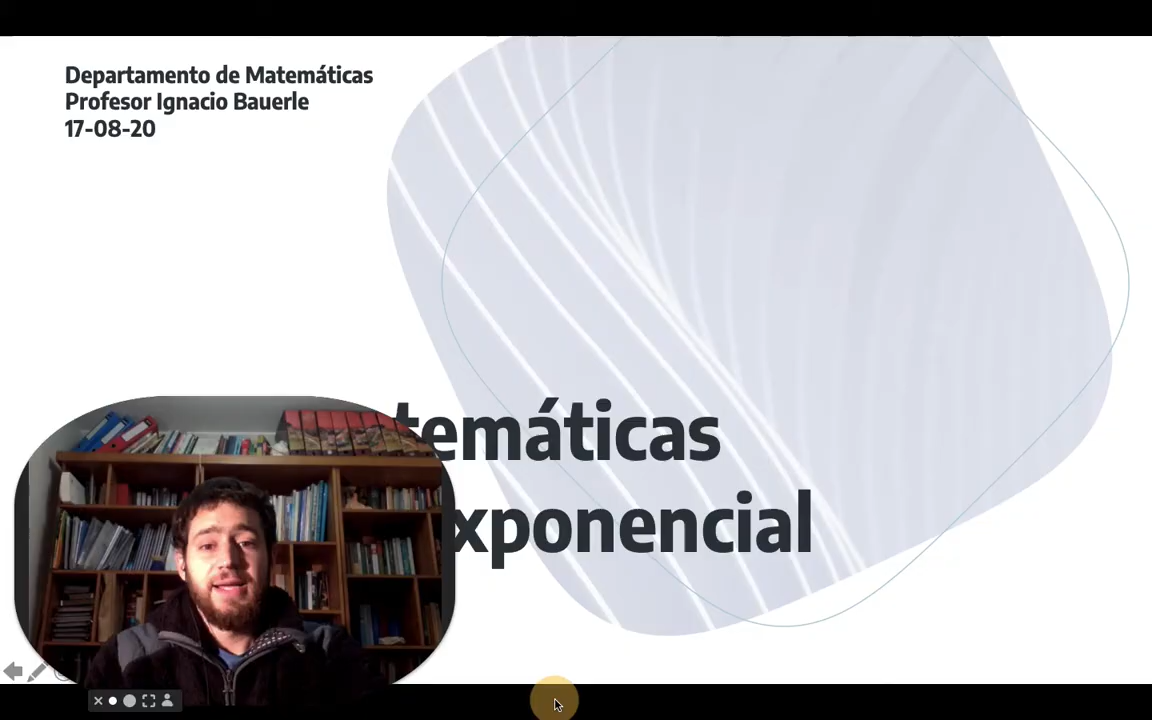 Departamento de Matemáticas
Profesor Ignacio Bauerle
17-08-20
temáticas
xponencial